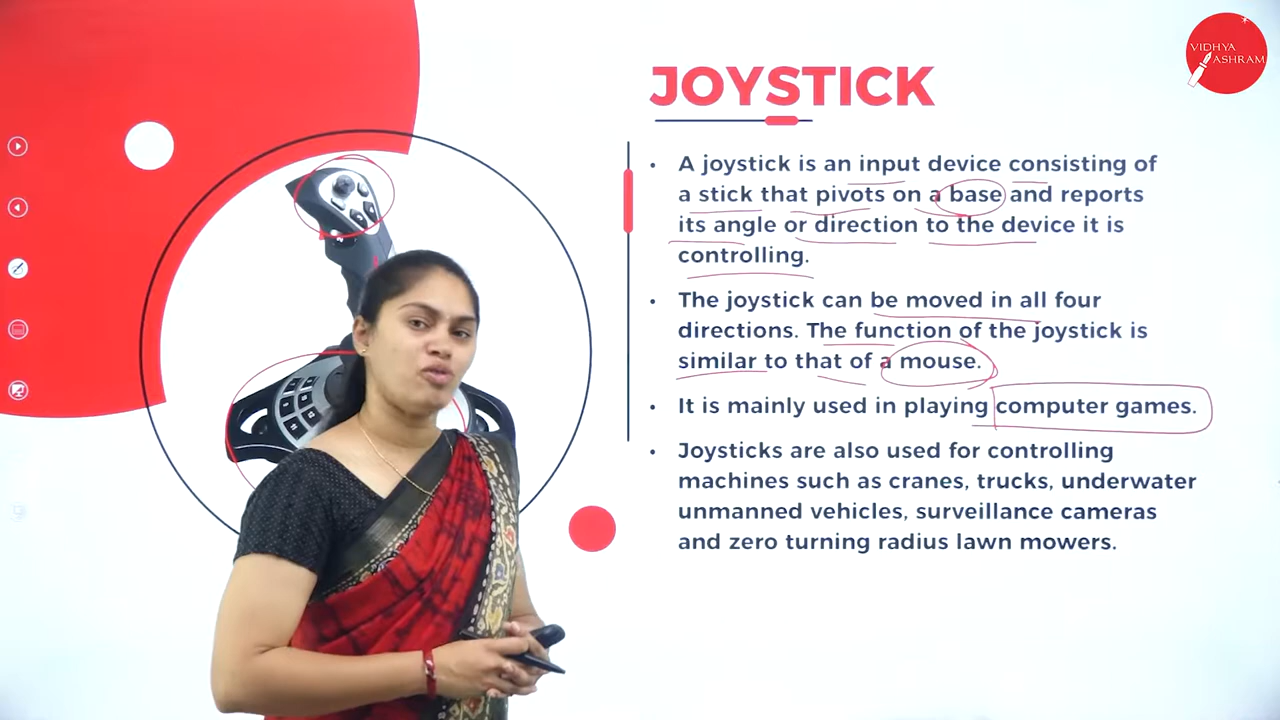 VIDHYA
ASHRAM
JOYSTICK
• A joystick is an input device consisting of
a stick that pivots on a base and reports
its angle or direction to the device it is
controlling.
• The joystick can be moved in all four
directions. The function of the joystick is
similar to that of a mouse.
• It is mainly used in playing computer games.
• Joysticks are also used for controlling
machines such as cranes, trucks, underwater
unmanned vehicles, surveillance cameras
and zero turning radius lawn mowers.